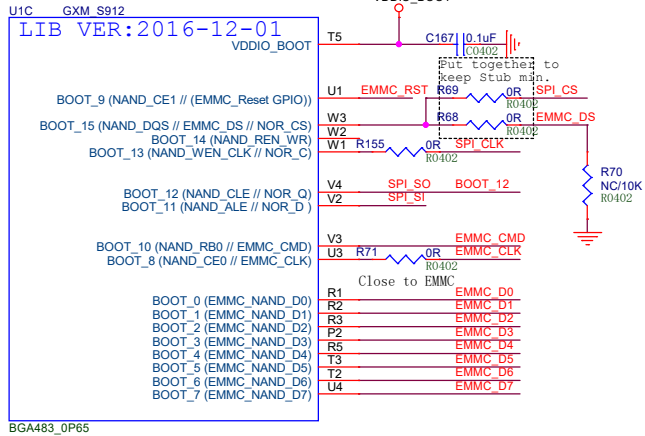 VDDIO_BOOT
U1C GXM_S912
LIB VER:2016-12-01
VDDIO_BOOT T5 C167 0.1uF
C0402
Put together to
keep Stub min.
BOOT_9 (NAND_CE1 // (EMMC_Reset GPIO)) U1 EMMC_RST R69 0R SPI_CS
R0402
BOOT_15 (NAND_DQS // EMMC_DS // NOR_CS) W3 R68 0R EMMC_DS
R0402
BOOT_14 (NAND_REN_WR) W2
BOOT_13 (NAND_WEN_CLK // NOR_C) W1 R155 0R SPI_CLK
R0402
R70
NC/10K
R0402
BOOT_12 (NAND_CLE // NOR_Q) V4 SPI_SO BOOT_12
BOOT_11 (NAND_ALE // NOR_D ) V2 SPI_SI
BOOT_10 (NAND_RB0 // EMMC_CMD) V3 EMMC_CMD
BOOT_8 (NAND_CE0 // EMMC_CLK) U3 R71 0R EMMC_CLK
R0402
Close to EMMC
BOOT_0 (EMMC_NAND_D0) R1 EMMC_D0
BOOT_1 (EMMC_NAND_D1) R2 EMMC_D1
BOOT_2 (EMMC_NAND_D2) R3 EMMC_D2
BOOT_3 (EMMC_NAND_D3) P2 EMMC_D3
BOOT_4 (EMMC_NAND_D4) R5 EMMC_D4
BOOT_5 (EMMC_NAND_D5) T3 EMMC_D5
BOOT_6 (EMMC_NAND_D6) T2 EMMC_D6
BOOT_7 (EMMC_NAND_D7) U4 EMMC_D7
BGA483_0P65